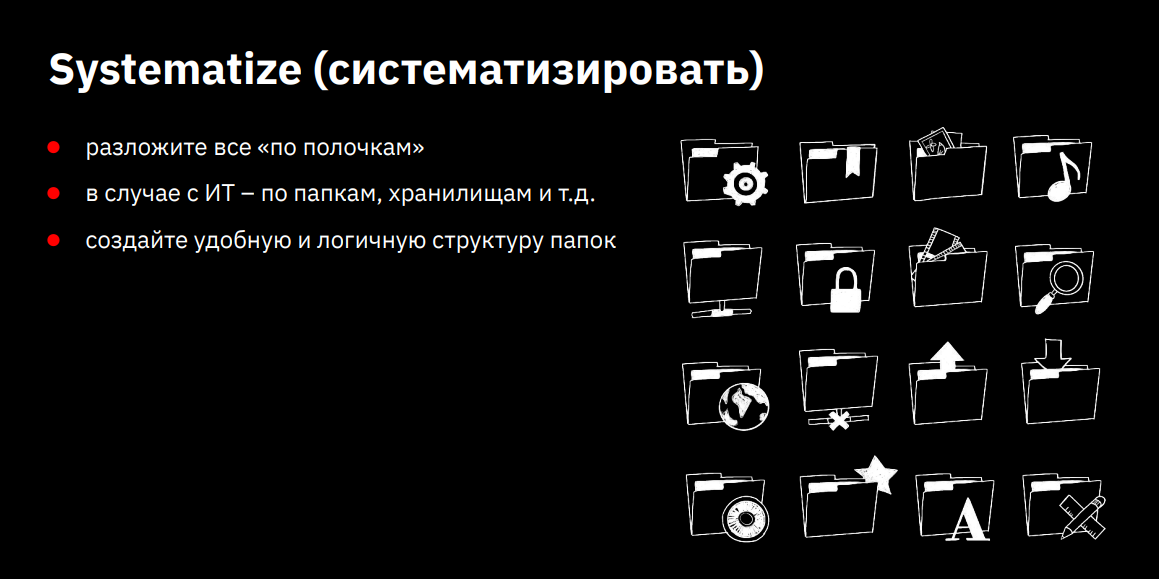 Systematize (систематизировать)
разложите все «по полочкам»
в случае с ИТ – по папкам, хранилищам и т.д.
создайте удобную и логичную структуру папок
A